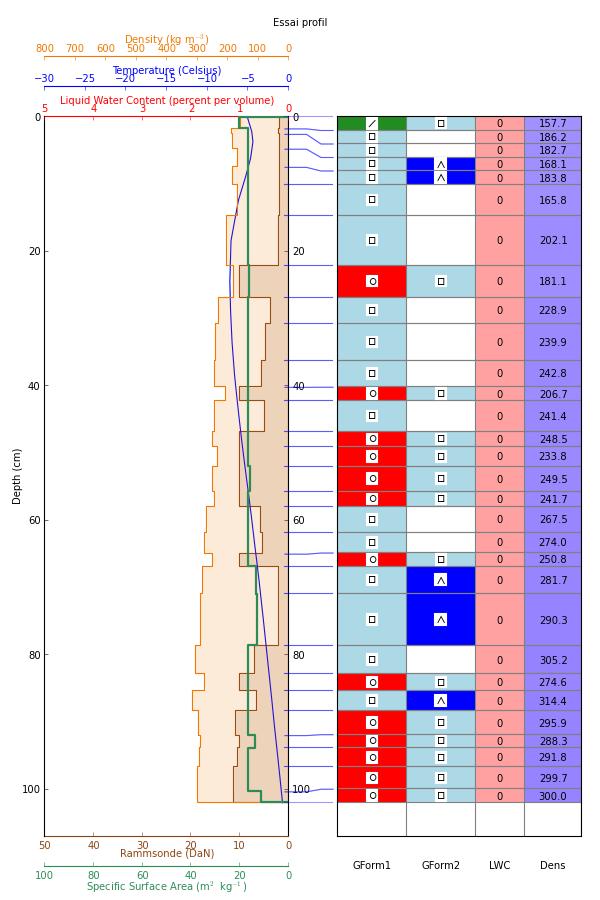 Essai profil
Density (kg m⁻³)
800 700 600 500 400 300 200 100 0
Temperature (Celsius)
−30 −25 −20 −15 −10 −5 0
Liquid Water Content (percent per volume)
5 4 3 2 1 0
0 0
20 20
40 40
60 60
80 80
100 100
Depth (cm)
50 40 30 20 10 0
Rammsonde (DaN)
100 80 60 40 20 0
Specific Surface Area (m² kg⁻¹)
0 157.7
0 186.2
0 182.7
0 168.1
0 183.8
0 165.8
0 202.1
0 181.1
0 228.9
0 239.9
0 242.8
0 206.7
0 241.4
0 248.5
0 233.8
0 249.5
0 241.7
0 267.5
0 274.0
0 250.8
0 281.7
0 290.3
0 305.2
0 274.6
0 314.4
0 295.9
0 288.3
0 291.8
0 299.7
0 300.0
GForm1 GForm2 LWC Dens